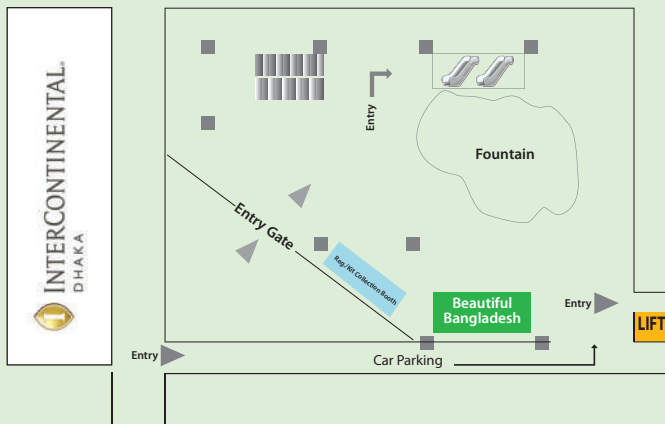 INTERCONTINENTAL®
DHAKA
Entry
Fountain
Entry Gate
Reg./Kit Collection Booth
Beautiful
Bangladesh
Entry
LIFT
Entry
Car Parking